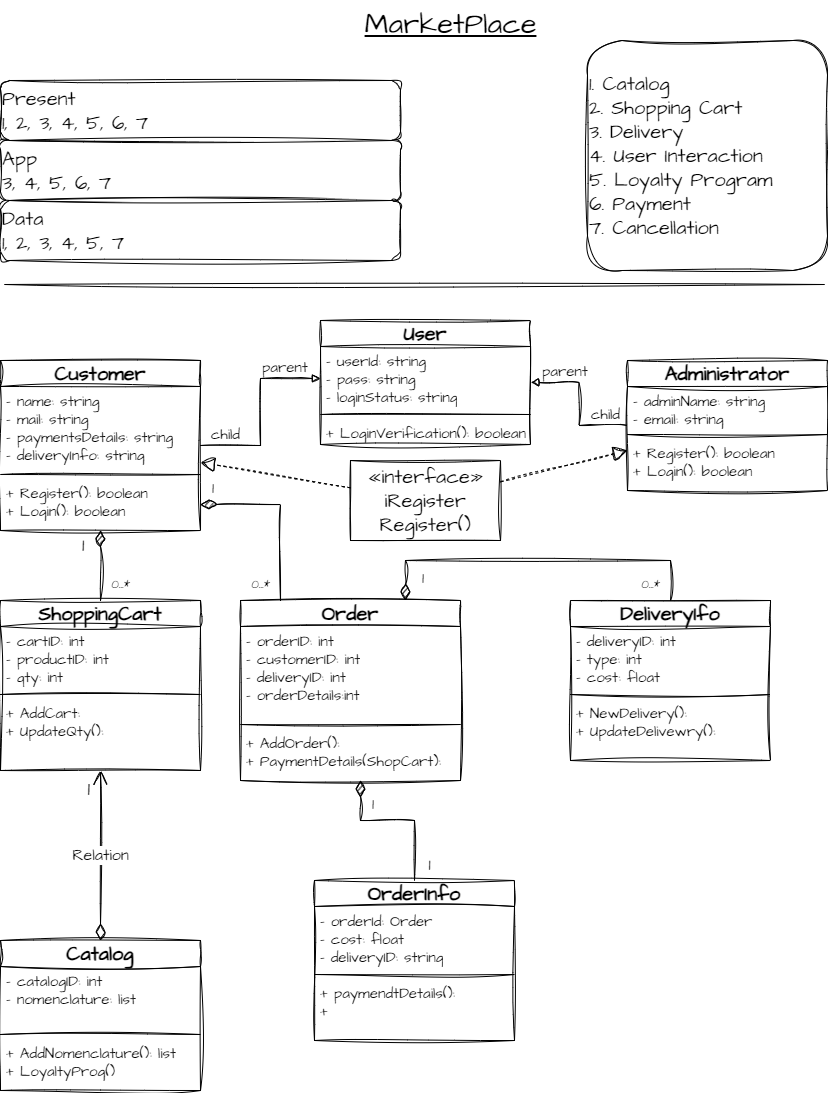 MarketPlace
Present
1, 2, 3, 4, 5, 6, 7
App
3, 4, 5, 6, 7
Data
1, 2, 3, 4, 5, 7
1. Catalog
2. Shopping Cart
3. Delivery
4. User Interaction
5. Loyalty Program
6. Payment
7. Cancellation
User
- userId: string
- pass: string
- loginStatus: string
+ LoginVerification(): boolean
parent
child
parent
child
Customer
- name: string
- mail: string
- paymentsDetails: string
- deliveryInfo: string
+ Register(): boolean
+ Login(): boolean
Administrator
- adminName: string
- email: string
+ Register(): boolean
+ Login(): boolean
«interface»
iRegister
Register()
1
0..*
1
0..*
1
0..*
ShoppingCart
- cartID: int
- productID: int
- qty: int
+ AddCart:
+ UpdateQty():
Order
- orderID: int
- customerID: int
- deliveryID: int
- orderDetails:int
+ AddOrder():
+ PaymentDetails(ShopCart):
DeliveryIfo
- deliveryID: int
- type: int
- cost: float
+ NewDelivery():
+ UpdateDelivewry():
1
Relation
1
1
OrderInfo
- orderId: Order
- cost: float
- deliveryID: string
+ paymendtDetails():
+
Catalog
- catalogID: int
- nomenclature: list
+ AddNomenclature(): list
+ LoyaltyProg()